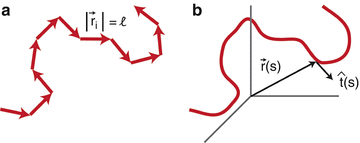 a
|r⃗ᵢ| = ℓ
b
r⃗(s)
t̂(s)